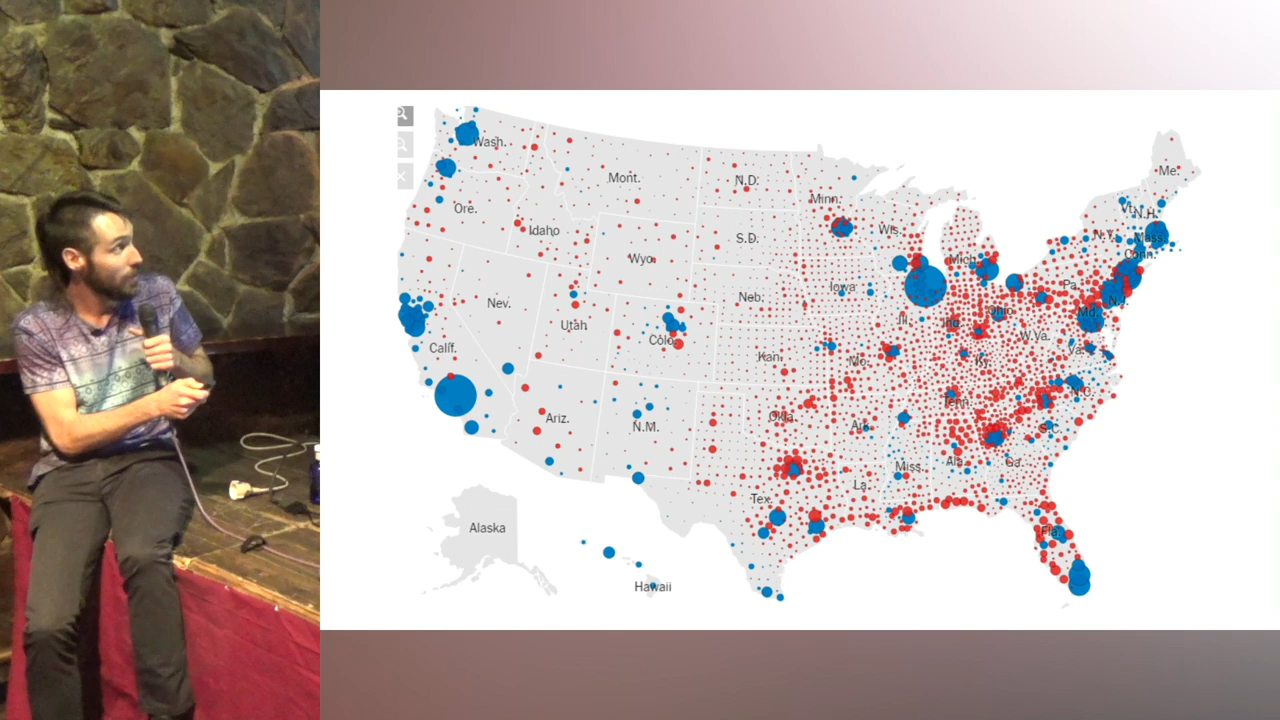 Wash.
Mont.
N.D.
Minn.
Me.
Ore.
Idaho
Vt.
N.H.
Wis.
S.D.
N.Y.
Mass.
Wyo.
Mich.
Conn.
Iowa
Pa.
Neb.
Nev.
N.J.
Utah
Colo.
Ill.
Ind.
Ohio
Md.
Calif.
W.Va.
Va.
Kan.
Mo.
Ky.
Ariz.
N.M.
Okla.
Ar.
Tenn.
N.C.
S.C.
Miss.
Ala.
Ga.
Tex.
La.
Alaska
Fla.
Hawaii